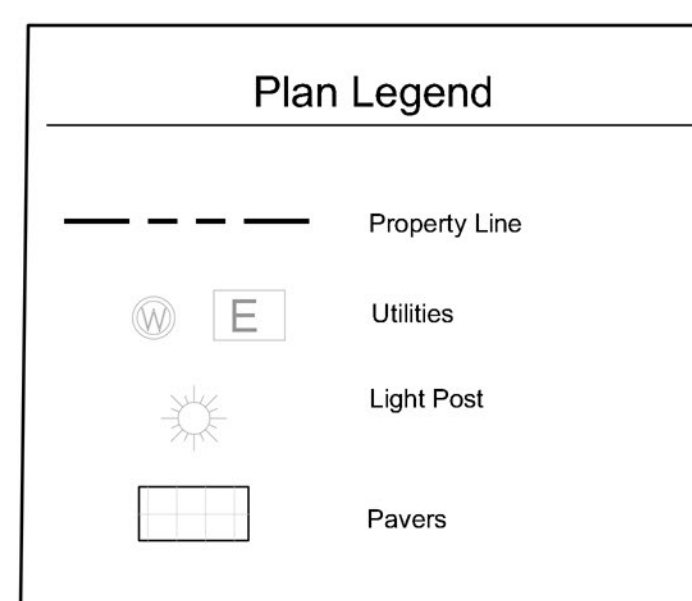 Plan Legend
Property Line
W E Utilities
Light Post
Pavers